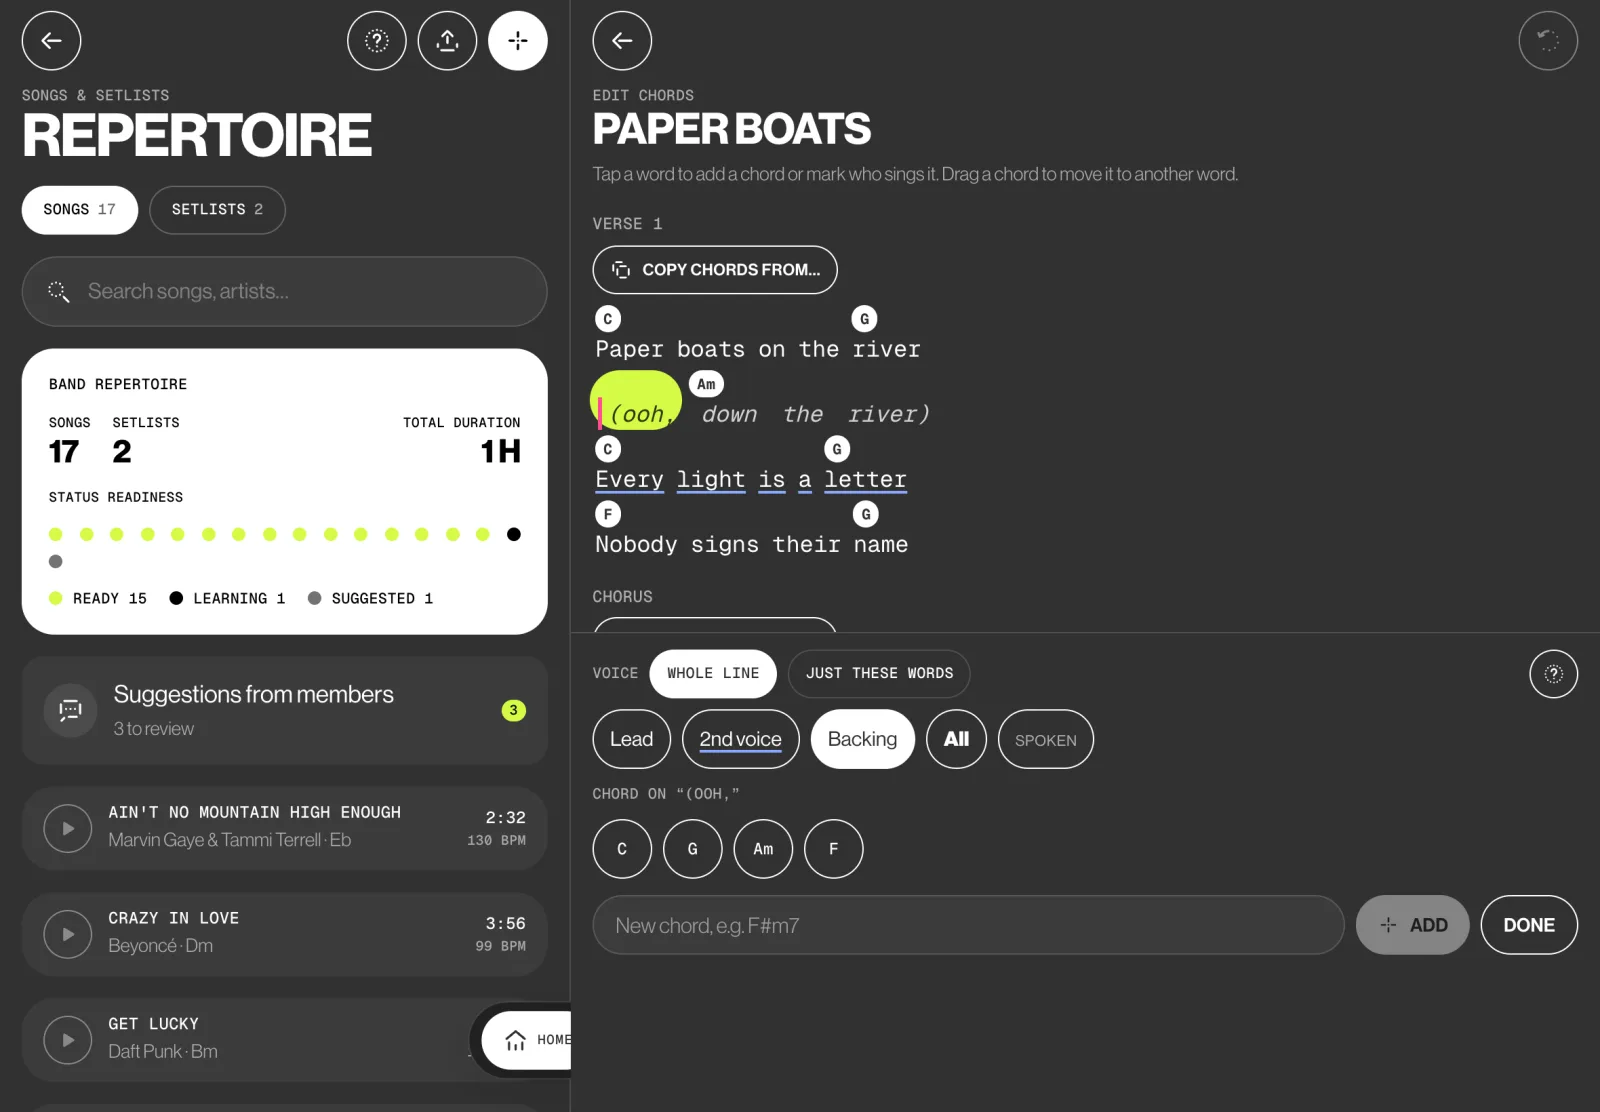 SONGS & SETLISTS
REPERTOIRE
SONGS 17
SETLISTS 2
Search songs, artists...
BAND REPERTOIRE
SONGS SETLISTS TOTAL DURATION
17 2 1H
STATUS READINESS
READY 15 LEARNING 1 SUGGESTED 1
Suggestions from members
3 to review
3
AIN'T NO MOUNTAIN HIGH ENOUGH
2:32
Marvin Gaye & Tammi Terrell · Eb
130 BPM
CRAZY IN LOVE
3:56
Beyoncé · Dm
99 BPM
GET LUCKY
Daft Punk · Bm
HOME
EDIT CHORDS
PAPER BOATS
Tap a word to add a chord or mark who sings it. Drag a chord to move it to another word.
VERSE 1
COPY CHORDS FROM...
C G
Paper boats on the river
Am
(ooh, down the river)
C G
Every light is a letter
F G
Nobody signs their name
CHORUS
VOICE WHOLE LINE JUST THESE WORDS
Lead 2nd voice Backing All SPOKEN
CHORD ON “(OOH,”
C G Am F
New chord, e.g. F#m7
ADD
DONE